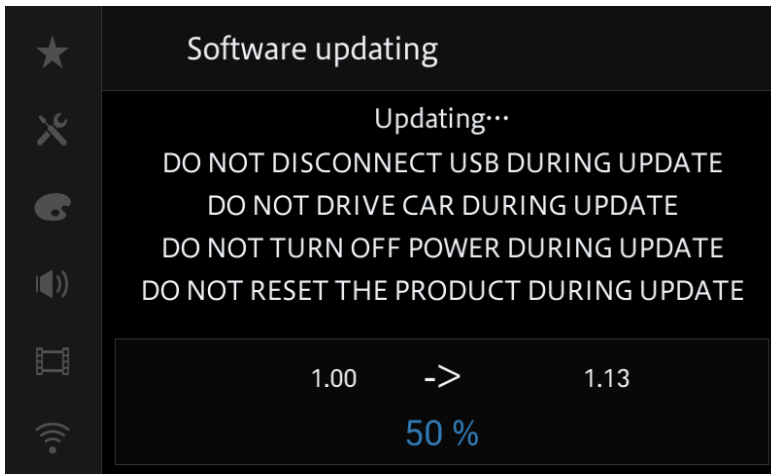 Software updating
Updating···
DO NOT DISCONNECT USB DURING UPDATE
DO NOT DRIVE CAR DURING UPDATE
DO NOT TURN OFF POWER DURING UPDATE
DO NOT RESET THE PRODUCT DURING UPDATE
1.00 -> 1.13
50 %